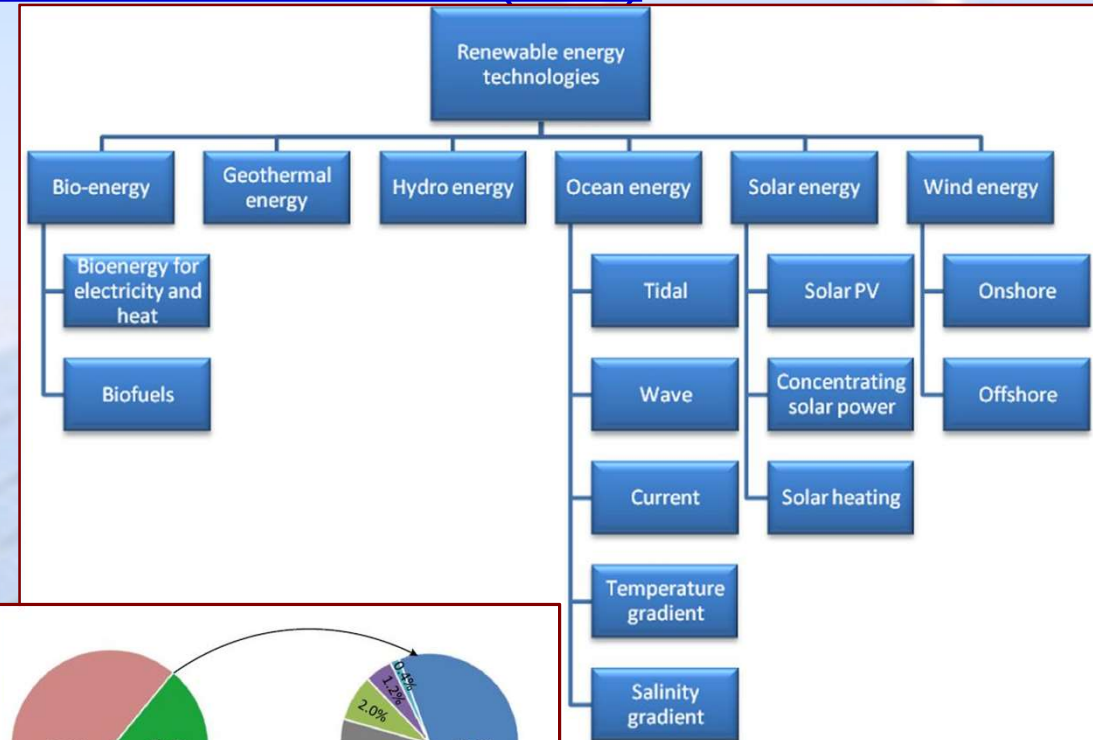 Renewable energy
technologies
Bio-energy
Geothermal
energy
Hydro energy
Ocean energy
Solar energy
Wind energy
Bioenergy for
electricity and
heat
Biofuels
Tidal
Wave
Current
Temperature
gradient
Salinity
gradient
Solar PV
Concentrating
solar power
Solar heating
Onshore
Offshore
0.4%
1.2%
2.0%